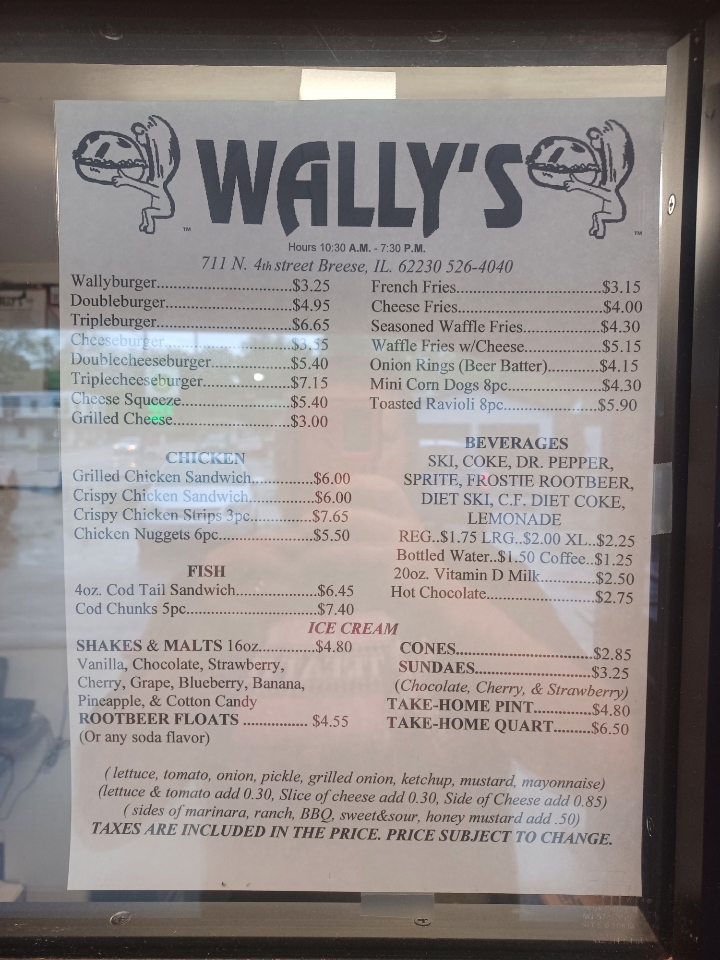 WALLY'S
TM
TM
Hours 10:30 A.M. - 7:30 P.M.
711 N. 4th street Breese, IL. 62230 526-4040
Wallyburger..............................$3.25
Doubleburger............................$4.95
Tripleburger..............................$6.65
Cheeseburger............................$3.55
Doublecheeseburger................$5.40
Triplecheeseburger..................$7.15
Cheese Squeeze........................$5.40
Grilled Cheese..........................$3.00
CHICKEN
Grilled Chicken Sandwich.............$6.00
Crispy Chicken Sandwich.............$6.00
Crispy Chicken Strips 3pc.............$7.65
Chicken Nuggets 6pc...................$5.50
FISH
4oz. Cod Tail Sandwich.................$6.45
Cod Chunks 5pc...........................$7.40
French Fries...............................$3.15
Cheese Fries...............................$4.00
Seasoned Waffle Fries................$4.30
Waffle Fries w/Cheese...............$5.15
Onion Rings (Beer Batter)..........$4.15
Mini Corn Dogs 8pc...................$4.30
Toasted Ravioli 8pc....................$5.90
BEVERAGES
SKI, COKE, DR. PEPPER,
SPRITE, FROSTIE ROOTBEER,
DIET SKI, C.F. DIET COKE,
LEMONADE
REG..$1.75 LRG..$2.00 XL..$2.25
Bottled Water..$1.50 Coffee..$1.25
20oz. Vitamin D Milk............$2.50
Hot Chocolate........................$2.75
ICE CREAM
SHAKES & MALTS 16oz............$4.80
Vanilla, Chocolate, Strawberry,
Cherry, Grape, Blueberry, Banana,
Pineapple, & Cotton Candy
ROOTBEER FLOATS ................ $4.55
(Or any soda flavor)
CONES..................................$2.85
SUNDAES............................$3.25
(Chocolate, Cherry, & Strawberry)
TAKE-HOME PINT.............$4.80
TAKE-HOME QUART.........$6.50
( lettuce, tomato, onion, pickle, grilled onion, ketchup, mustard, mayonnaise)
(lettuce & tomato add 0.30, Slice of cheese add 0.30, Side of Cheese add 0.85)
( sides of marinara, ranch, BBQ, sweet&sour, honey mustard add .50)
TAXES ARE INCLUDED IN THE PRICE. PRICE SUBJECT TO CHANGE.